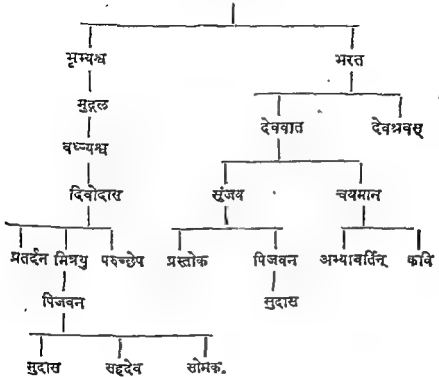 भृम्यश्व भरत
मुद्गल
देववात देवश्रवस्
वध्न्यश्व
दिवोदास सृंजय चयमान
प्रतर्दन मित्रयु परुच्छेप प्रस्तोक पिजवन अभ्यावर्तिन् कवि
पिजवन सुदास
सुदास सहदेव सोमक.